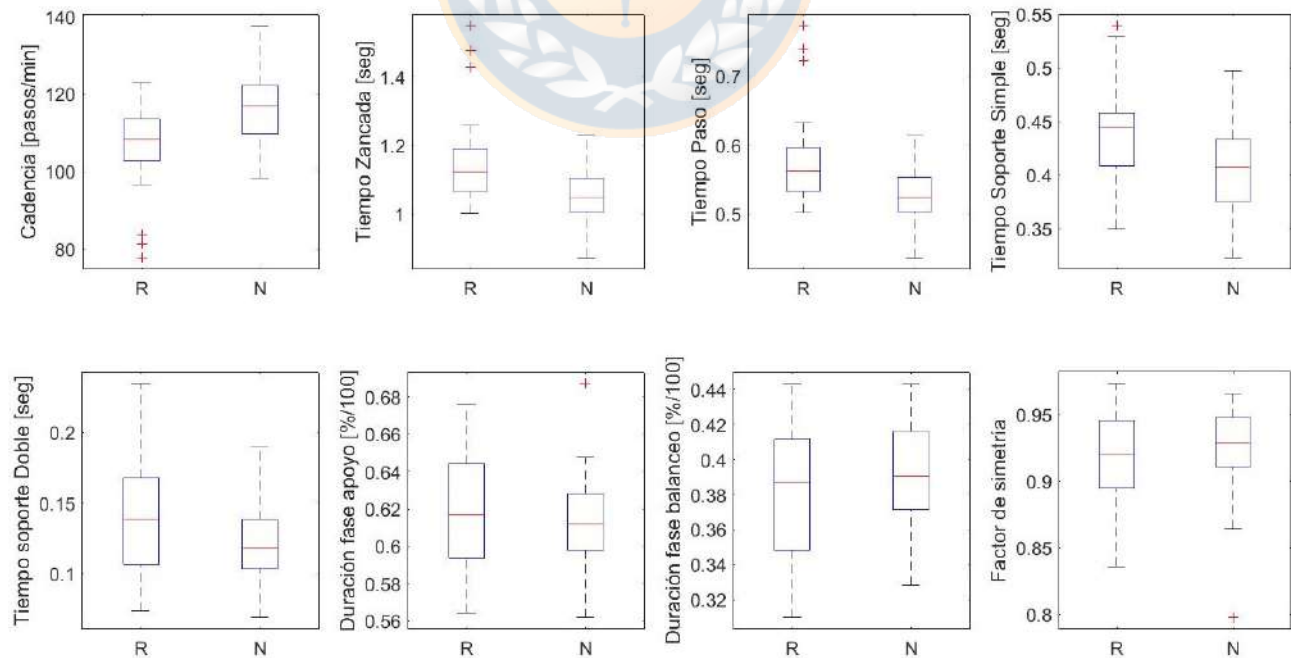 Cadencia [pasos/min]
140
120
100
80
R
N
Tiempo Zancada [seg]
1.4
1.2
1
R
N
Tiempo Paso [seg]
0.7
0.6
0.5
R
N
Tiempo Soporte Simple [seg]
0.55
0.5
0.45
0.4
0.35
R
N
Tiempo soporte Doble [seg]
0.2
0.15
0.1
R
N
Duración fase apoyo [%/100]
0.68
0.66
0.64
0.62
0.6
0.58
0.56
R
N
Duración fase balanceo [%/100]
0.44
0.42
0.4
0.38
0.36
0.34
0.32
R
N
Factor de simetría
0.95
0.9
0.85
0.8
R
N